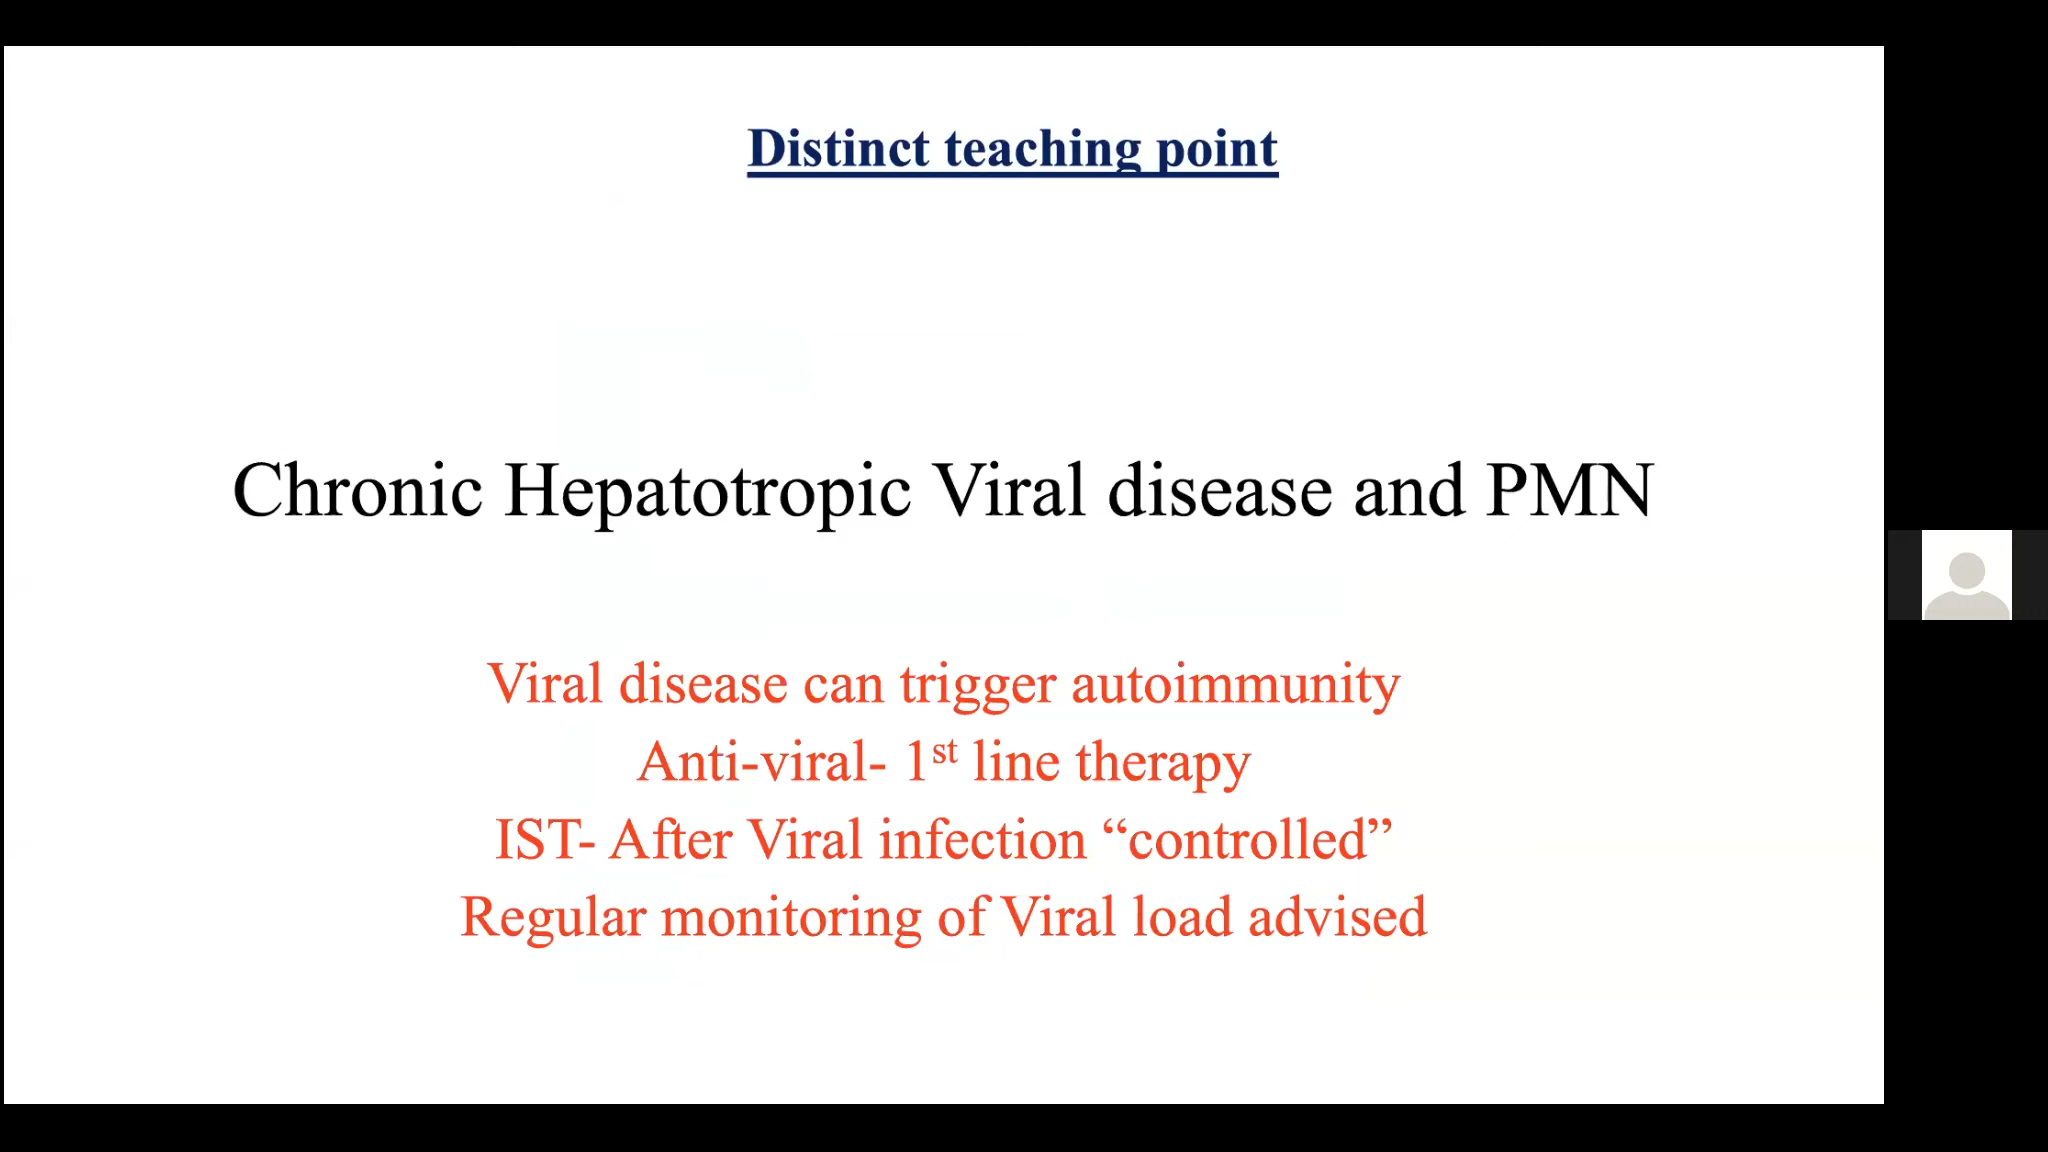 Distinct teaching point
Chronic Hepatotropic Viral disease and PMN
Viral disease can trigger autoimmunity
Anti-viral- 1st line therapy
IST- After Viral infection “controlled”
Regular monitoring of Viral load advised